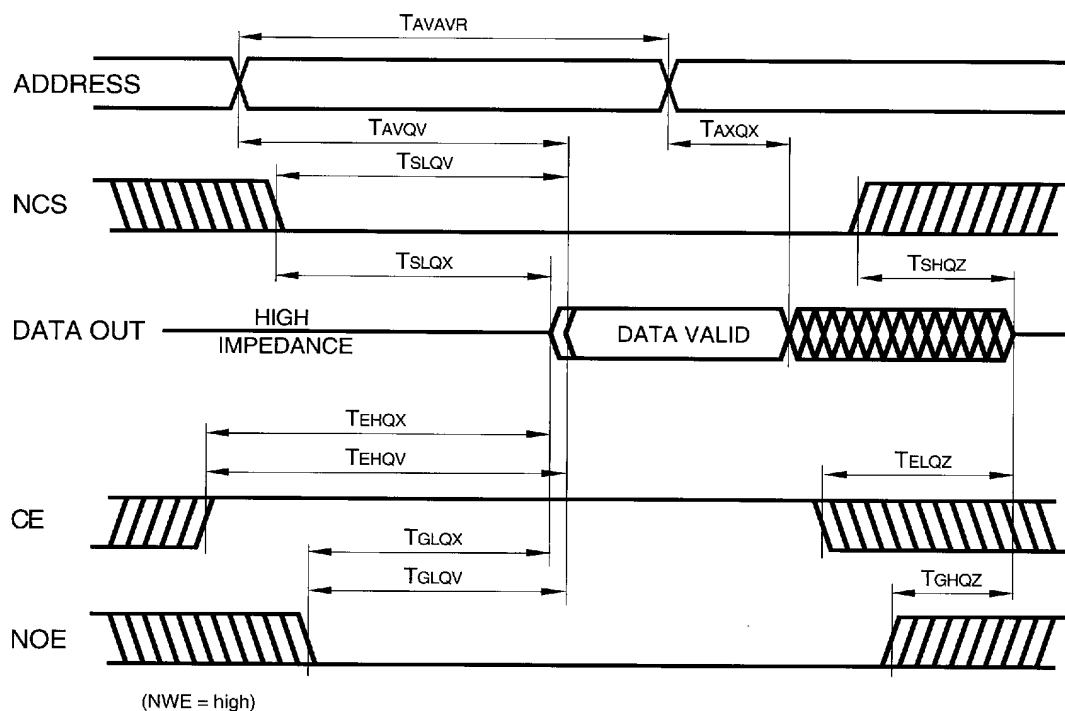 TAVAVR
ADDRESS
TAVQV
TAXQX
TSLQV
NCS
TSLQX
TSHQZ
DATA OUT
HIGH
IMPEDANCE
DATA VALID
TEHQX
TEHQV
TELQZ
CE
TGLQX
TGLQV
TGHQZ
NOE
(NWE = high)